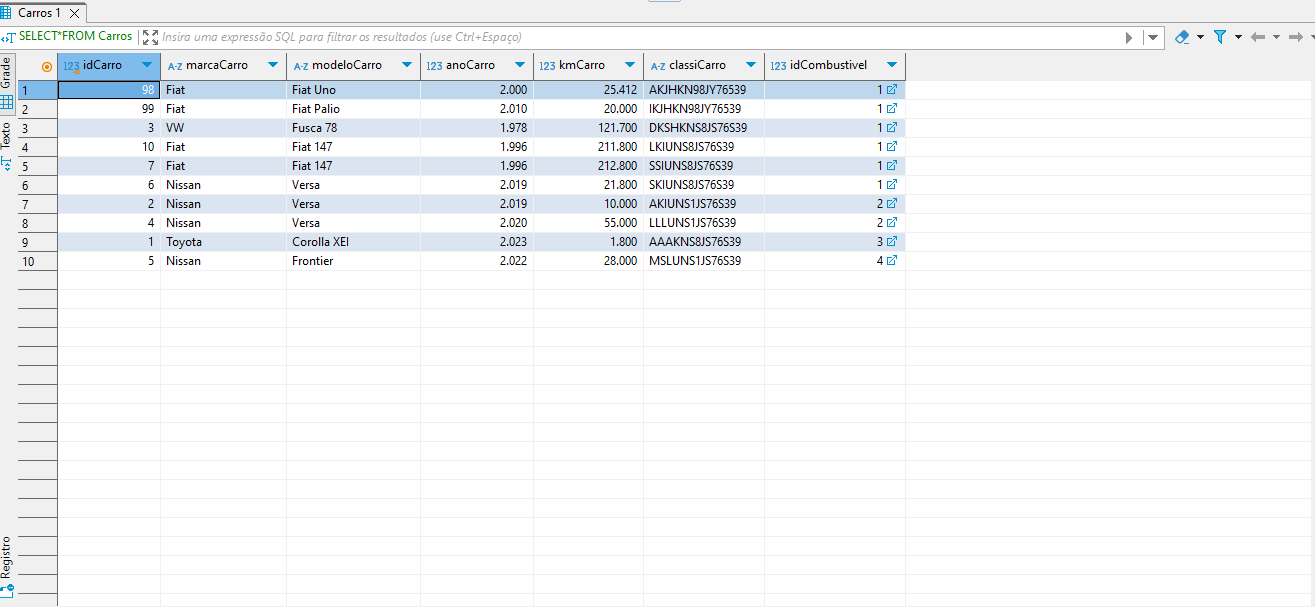 Carros 1
SELECT*FROM Carros Insira uma expressão SQL para filtrar os resultados (use Ctrl+Espaço)
Grade
Texto
Registro
123 idCarro A-Z marcaCarro A-Z modeloCarro 123 anoCarro 123 kmCarro A-Z classiCarro 123 idCombustivel
1 98 Fiat Fiat Uno 2.000 25.412 AKJHKN98JY76539 1
2 99 Fiat Fiat Palio 2.010 20.000 IKJHKN98JY76539 1
3 3 VW Fusca 78 1.978 121.700 DKSHKNS8JS76S39 1
4 10 Fiat Fiat 147 1.996 211.800 LKIUNS8JS76S39 1
5 7 Fiat Fiat 147 1.996 212.800 SSIUNS8JS76S39 1
6 6 Nissan Versa 2.019 21.800 SKIUNS8JS76S39 1
7 2 Nissan Versa 2.019 10.000 AKIUNS1JS76S39 2
8 4 Nissan Versa 2.020 55.000 LLLUNS1JS76S39 2
9 1 Toyota Corolla XEI 2.023 1.800 AAAKNS8JS76S39 3
10 5 Nissan Frontier 2.022 28.000 MSLUNS1JS76S39 4